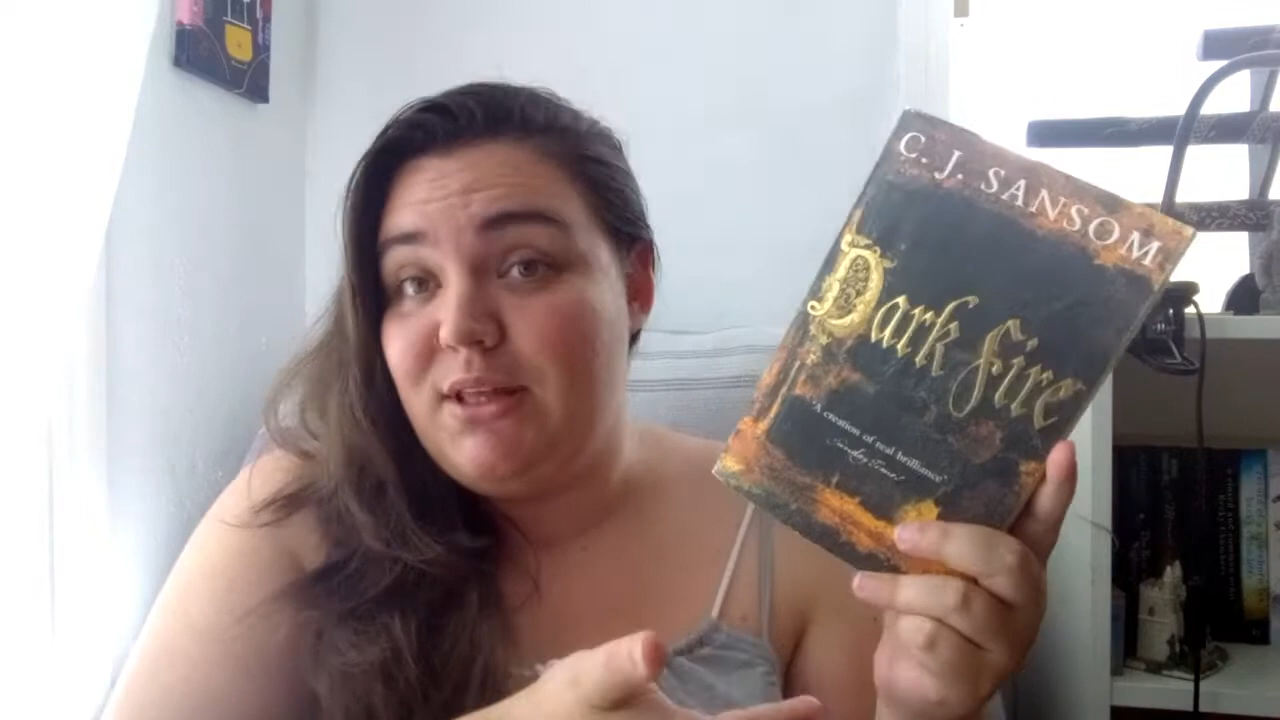 C. J. SANSOM
Dark Fire
'A creation of real brilliance'
Sunday Times